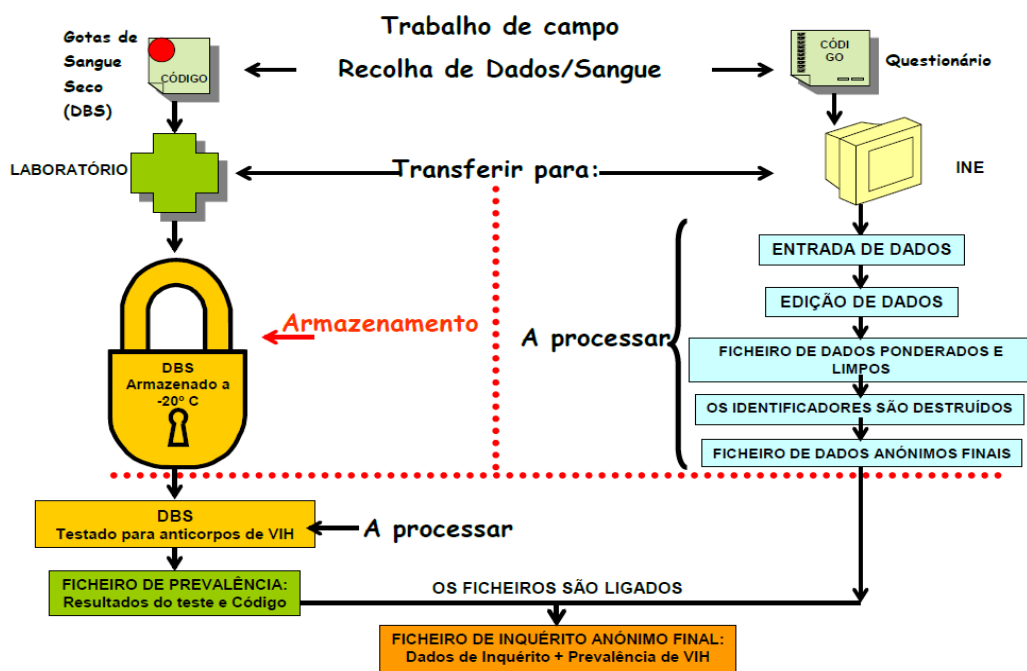 Trabalho de campo
Gotas de
Sangue
Seco
(DBS)
CÓDIGO
Recolha de Dados/Sangue
CÓDI
GO
Questionário
LABORATÓRIO
Transferir para:
INE
ENTRADA DE DADOS
EDIÇÃO DE DADOS
Armazenamento
A processar
FICHEIRO DE DADOS PONDERADOS E
LIMPOS
DBS
Armazenado a
-20º C
OS IDENTIFICADORES SÃO DESTRUÍDOS
FICHEIRO DE DADOS ANÓNIMOS FINAIS
DBS
Testado para anticorpos de VIH
A processar
FICHEIRO DE PREVALÊNCIA:
Resultados do teste e Código
OS FICHEIROS SÃO LIGADOS
FICHEIRO DE INQUÉRITO ANÓNIMO FINAL:
Dados de Inquérito + Prevalência de VIH